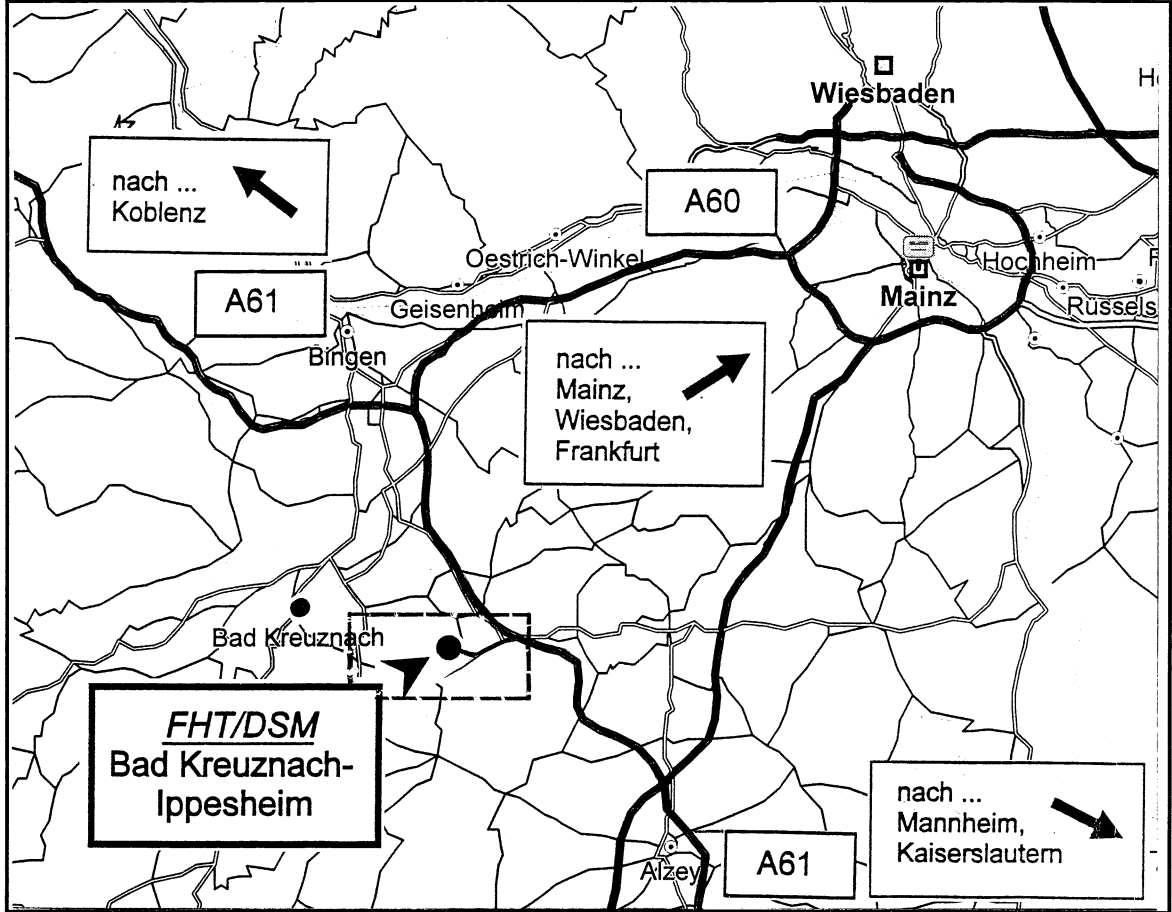 Wiesbaden
H
nach ...
Koblenz
A60
Oestrich-Winkel
Hochheim
F
A61
Geisenheim
Mainz
Rüssels
Bingen
nach ...
Mainz,
Wiesbaden,
Frankfurt
Bad Kreuznach
FHT/DSM
Bad Kreuznach-
Ippesheim
nach ...
Mannheim,
Kaiserslautern
Alzey
A61